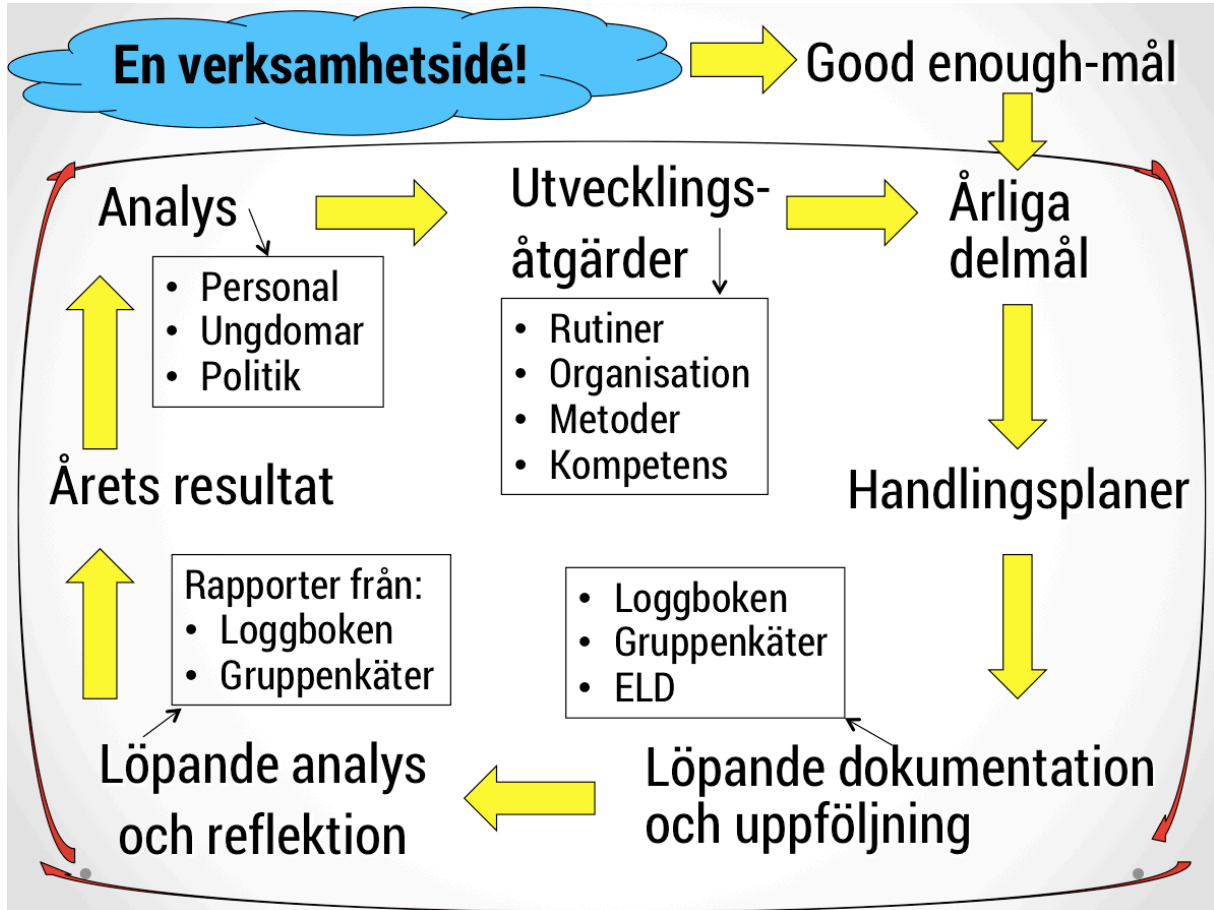 En verksamhetsidé!
Good enough-mål
Analys
• Personal
• Ungdomar
• Politik
Utvecklings-
åtgärder
• Rutiner
• Organisation
• Metoder
• Kompetens
Årliga
delmål
Årets resultat
Handlingsplaner
Rapporter från:
• Loggboken
• Gruppenkäter
• Loggboken
• Gruppenkäter
• ELD
Löpande analys
och reflektion
Löpande dokumentation
och uppföljning